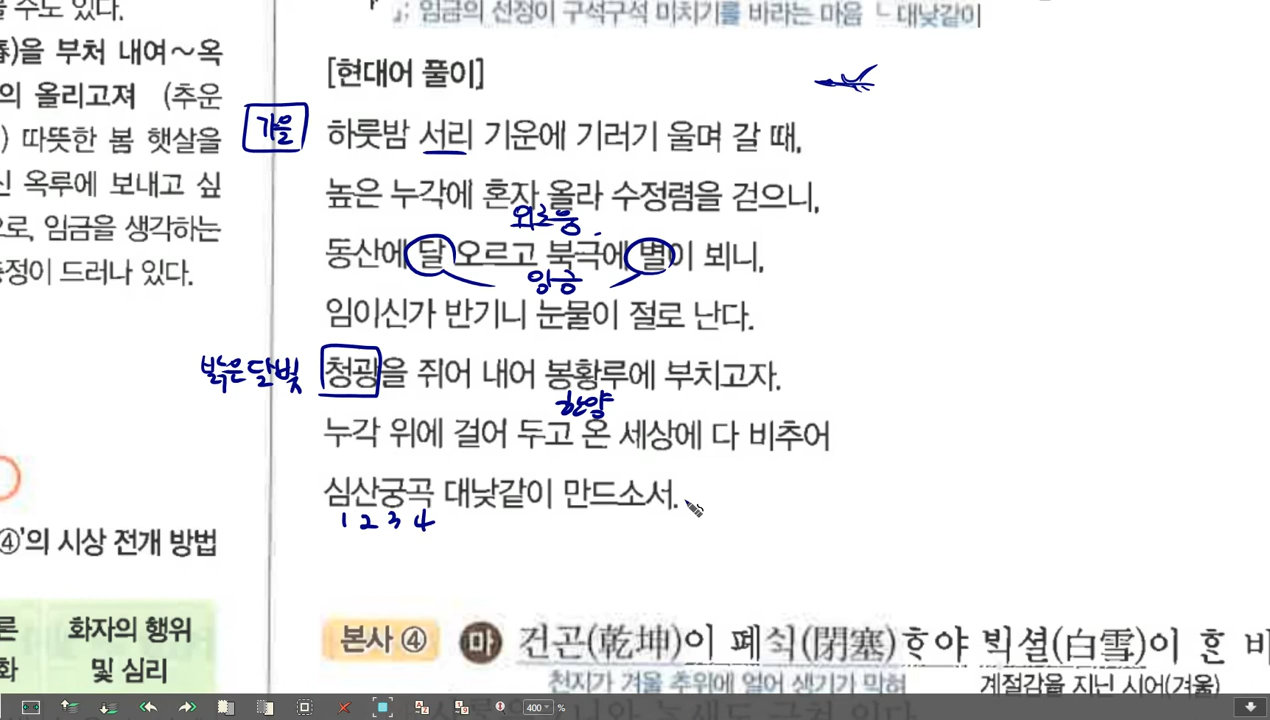 수도 있다.
)을 부처 내여～옥
의 올리고져 (추운
) 따뜻한 봄 햇살을
신 옥루에 보내고 싶
으로, 임금을 생각하는
정이 드러나 있다.
④'의 시상 전개 방법
화자의 행위
및 심리
임금의 선정이 구석구석 미치기를 바라는 마음 └ 대낮같이
[현대어 풀이]
가을
하룻밤 서리 기운에 기러기 울며 갈 때,
높은 누각에 혼자 올라 수정렴을 걷으니,
외로움
동산에 달 오르고 북극에 별이 뵈니,
임금
임이신가 반기니 눈물이 절로 난다.
밝은 달빛
청광을 쥐어 내어 봉황루에 부치고자.
한양
누각 위에 걸어 두고 온 세상에 다 비추어
심산궁곡 대낮같이 만드소서.
1 2 3 4
본사 ④ 마 건곤(乾坤)이 폐식(閉塞)ᄒᆞ야 ᄇᆡᆨ셜(白雪)이 ᄒᆞᆫ
천지가 겨울 추위에 얼어 생기가 막혀 계절감을 지닌 시어(겨울)
400 %